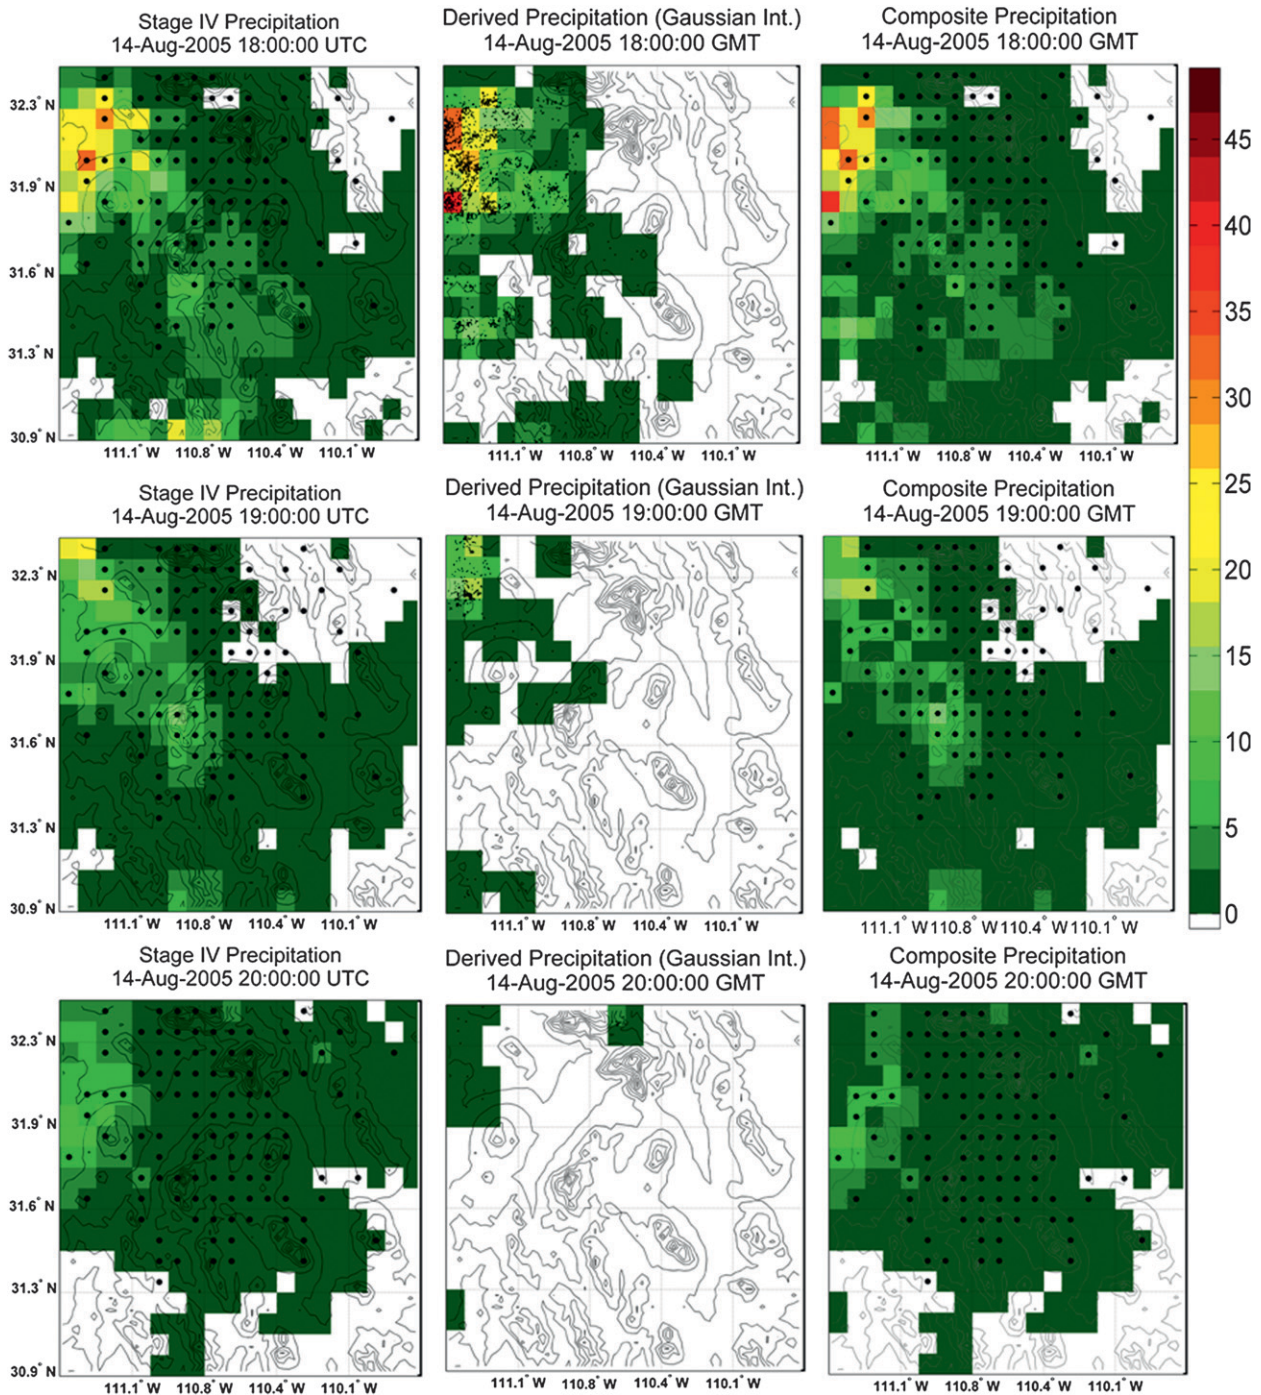 Stage IV Precipitation
14-Aug-2005 18:00:00 UTC
Derived Precipitation (Gaussian Int.)
14-Aug-2005 18:00:00 GMT
Composite Precipitation
14-Aug-2005 18:00:00 GMT
32.3° N
31.9° N
31.6° N
31.3° N
30.9° N
111.1° W 110.8° W 110.4° W 110.1° W
111.1° W 110.8° W 110.4° W 110.1° W
111.1° W 110.8° W 110.4° W 110.1° W
Stage IV Precipitation
14-Aug-2005 19:00:00 UTC
Derived Precipitation (Gaussian Int.)
14-Aug-2005 19:00:00 GMT
Composite Precipitation
14-Aug-2005 19:00:00 GMT
32.3° N
31.9° N
31.6° N
31.3° N
30.9° N
111.1° W 110.8° W 110.4° W 110.1° W
111.1° W 110.8° W 110.4° W 110.1° W
111.1° W 110.8° W 110.4° W 110.1° W
Stage IV Precipitation
14-Aug-2005 20:00:00 UTC
Derived Precipitation (Gaussian Int.)
14-Aug-2005 20:00:00 GMT
Composite Precipitation
14-Aug-2005 20:00:00 GMT
32.3° N
31.9° N
31.6° N
31.3° N
30.9° N
111.1° W 110.8° W 110.4° W 110.1° W
111.1° W 110.8° W 110.4° W 110.1° W
111.1° W 110.8° W 110.4° W 110.1° W
45
40
35
30
25
20
15
10
5
0